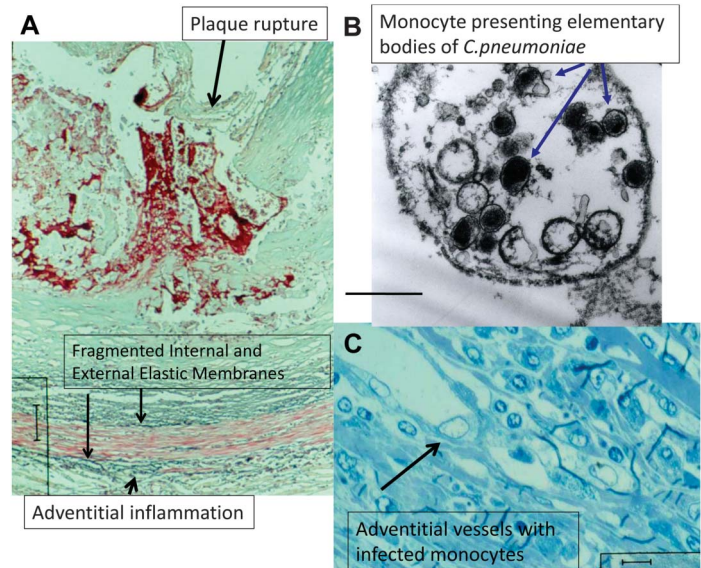 A
Plaque rupture
Fragmented Internal and
External Elastic Membranes
Adventitial inflammation
B
Monocyte presenting elementary
bodies of C.pneumoniae
C
Adventitial vessels with
infected monocytes